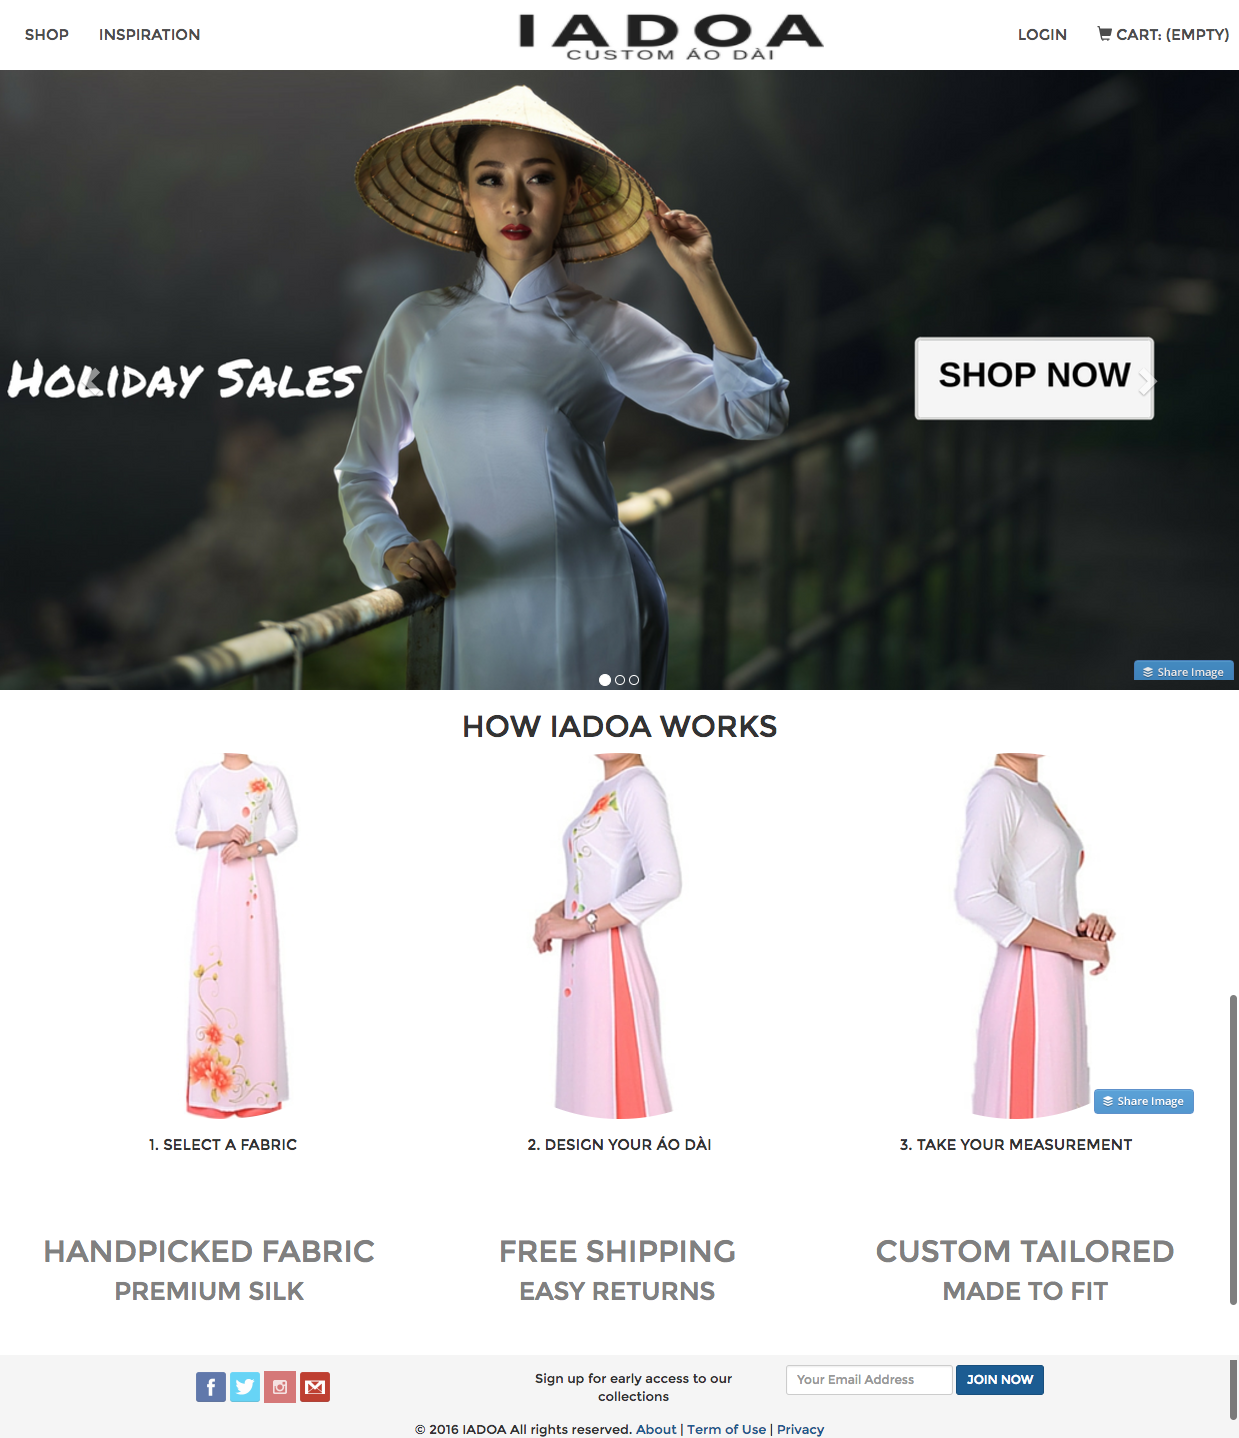 SHOP
INSPIRATION
IADOA
CUSTOM ÁO DÀI
LOGIN
CART: (EMPTY)
HOLIDAY SALES
SHOP NOW
Share Image
HOW IADOA WORKS
Share Image
1. SELECT A FABRIC
2. DESIGN YOUR ÁO DÀI
3. TAKE YOUR MEASUREMENT
HANDPICKED FABRIC
PREMIUM SILK
FREE SHIPPING
EASY RETURNS
CUSTOM TAILORED
MADE TO FIT
Sign up for early access to our
collections
Your Email Address
JOIN NOW
© 2016 IADOA All rights reserved. About | Term of Use | Privacy